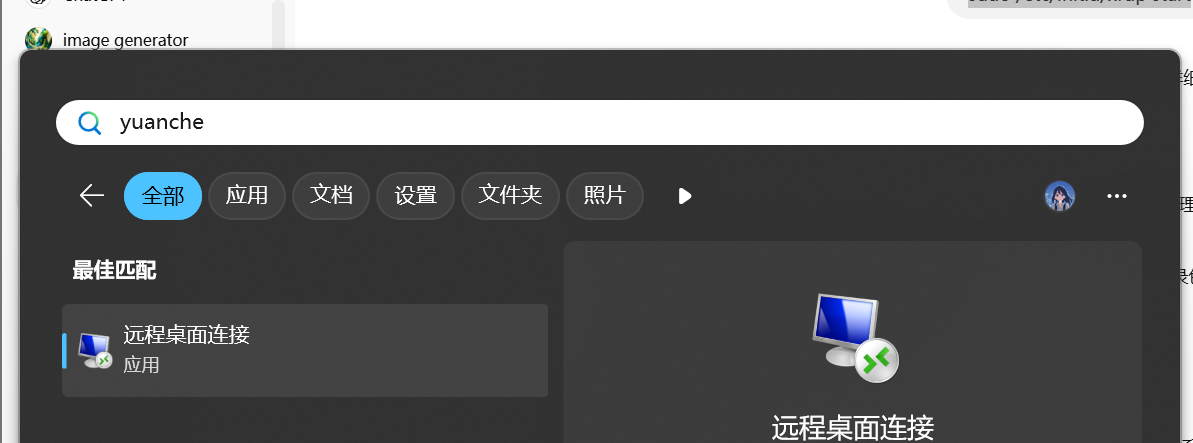 image generator
yuanche
全部
应用
文档
设置
文件夹
照片
最佳匹配
远程桌面连接
应用
远程桌面连接